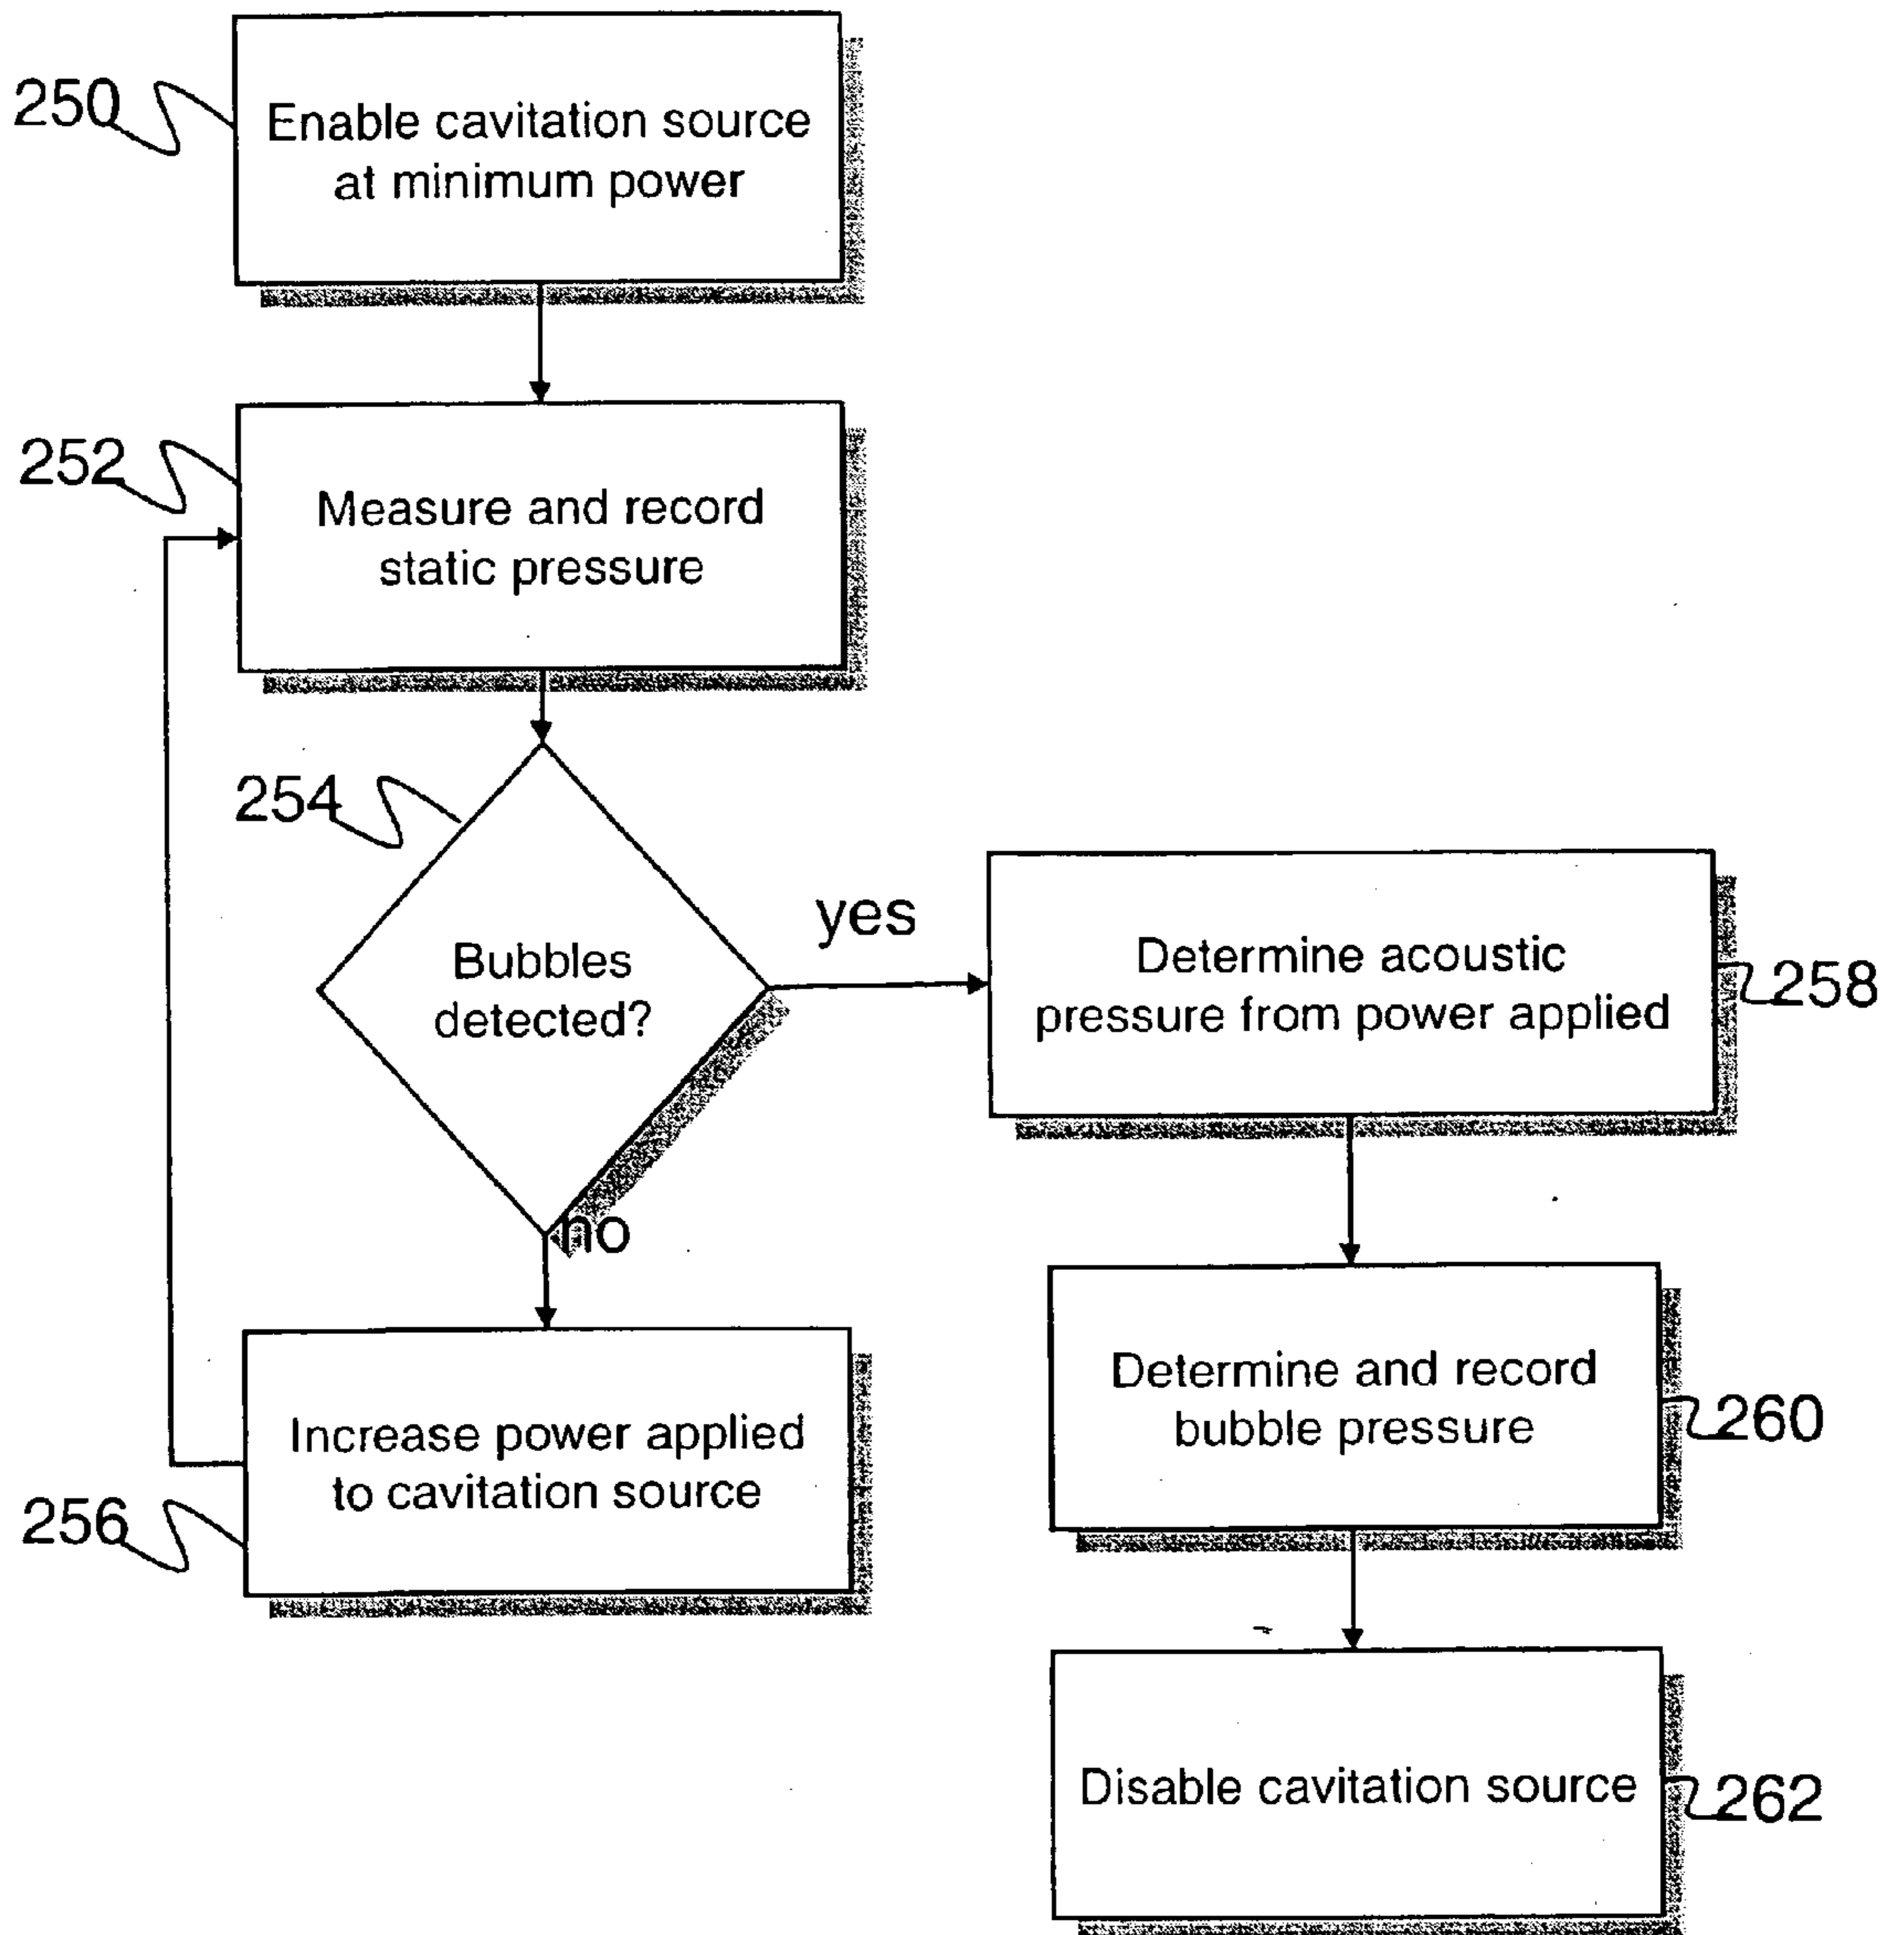 250
Enable cavitation source
at minimum power
252
Measure and record
static pressure
254
Bubbles
detected?
yes
no
256
Increase power applied
to cavitation source
Determine acoustic
pressure from power applied
258
Determine and record
bubble pressure
260
Disable cavitation source
262